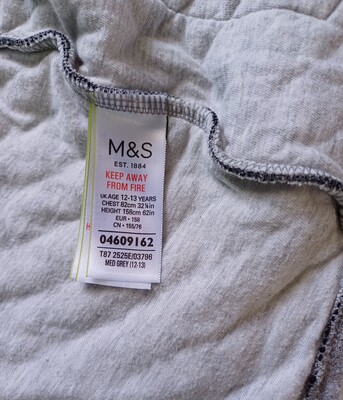 M&S
EST. 1884
KEEP AWAY
FROM FIRE
UK AGE 12-13 YEARS
CHEST 82cm 32¼in
HEIGHT 158cm 62in
EUR • 158
CN • 155/76
04609162
T87 2525E/03796
MED GREY (12-13)
H